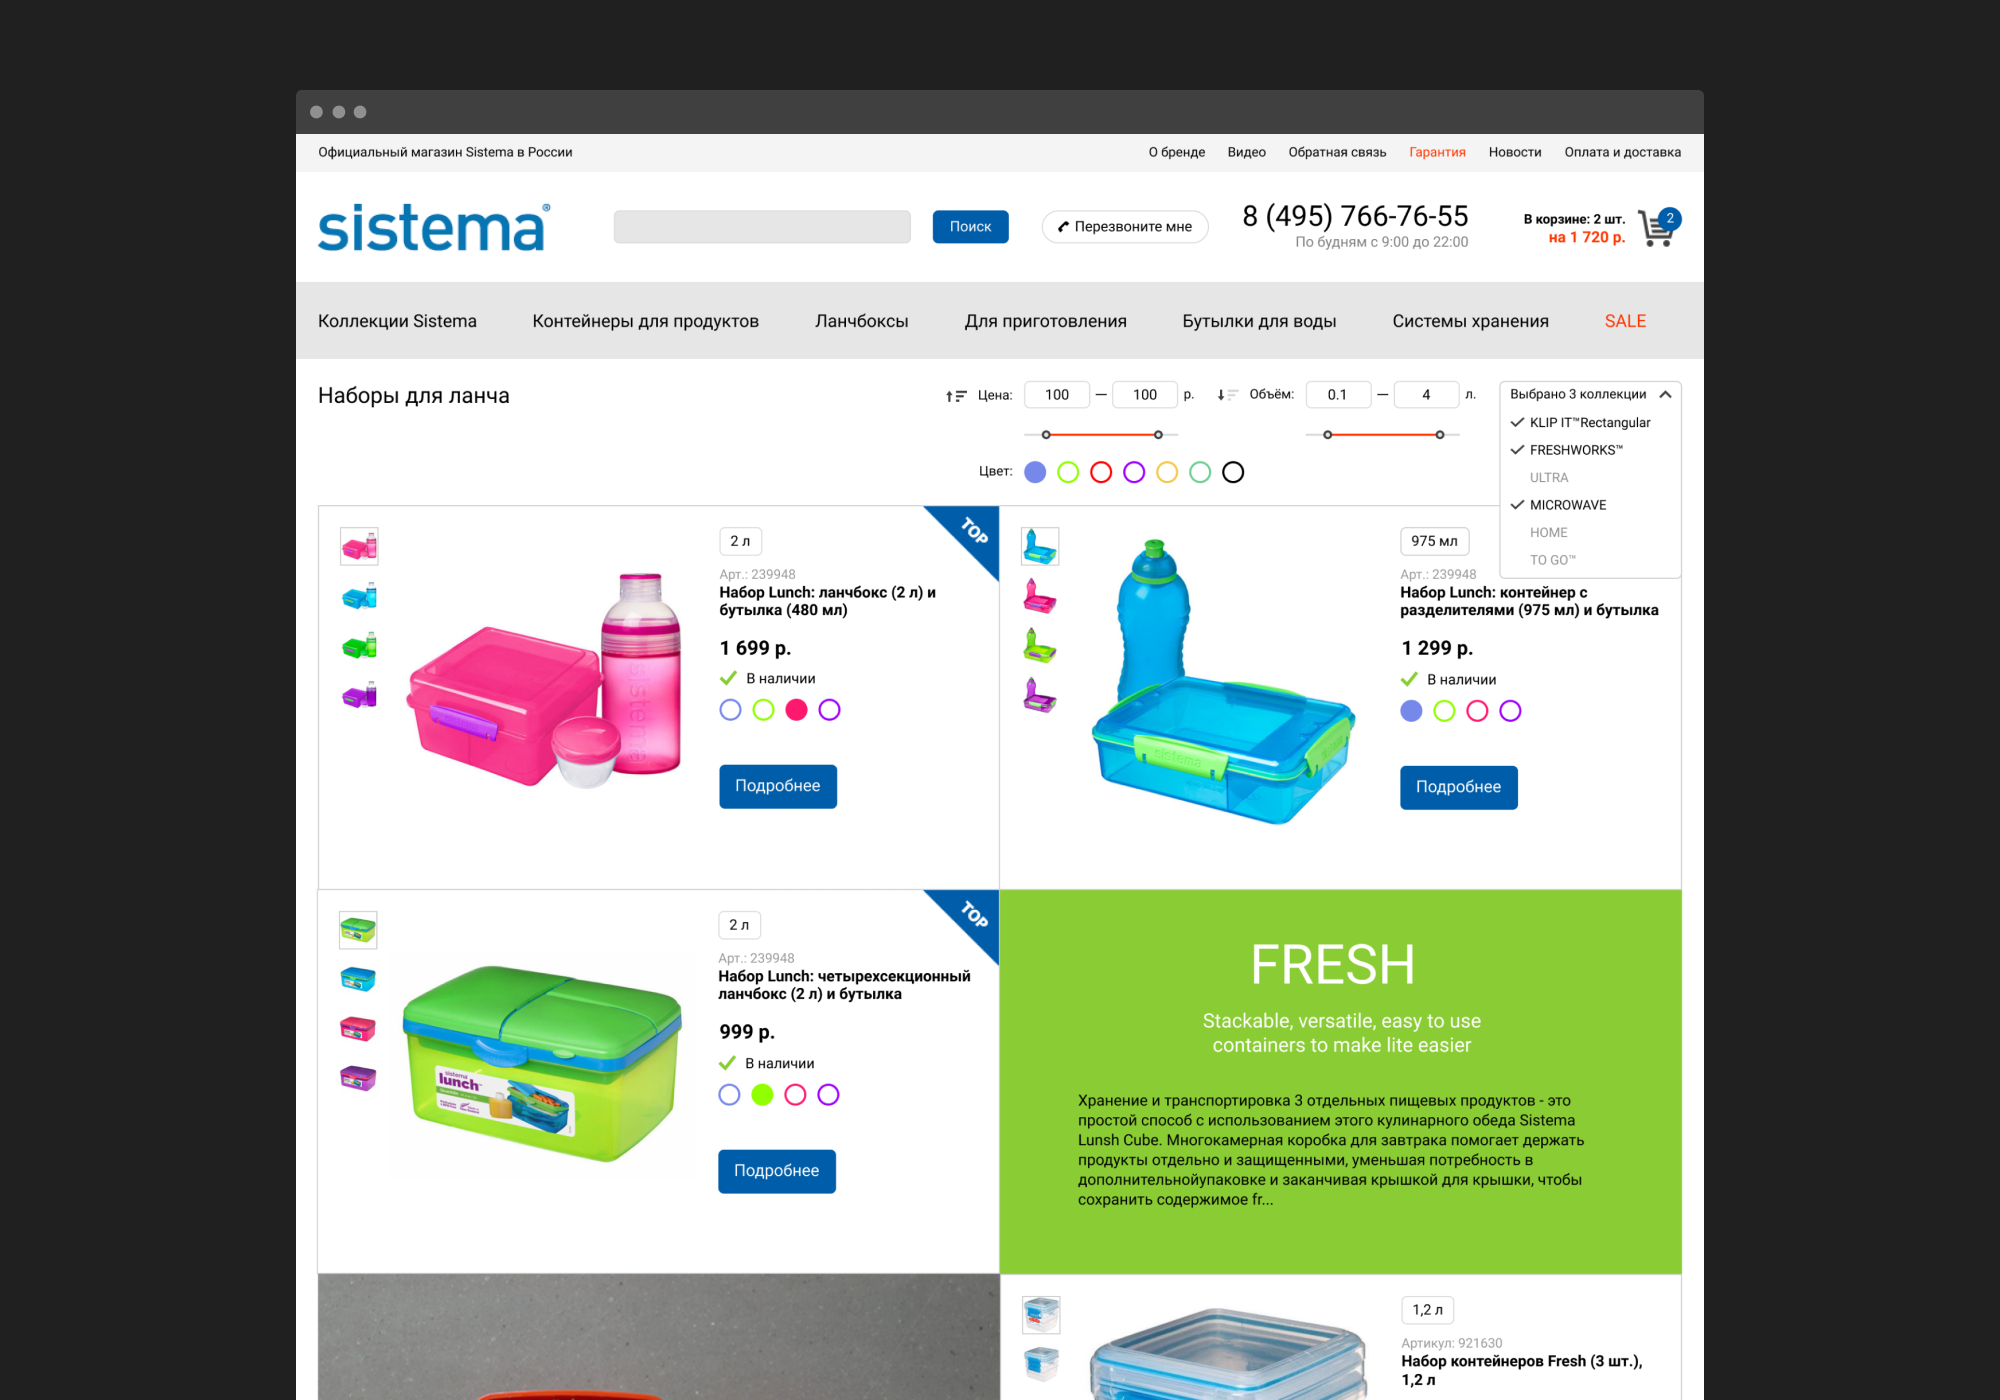 Официальный магазин Sistema в России
О бренде Видео Обратная связь Гарантия Новости Оплата и доставка
sistema®
Поиск
Перезвоните мне
8 (495) 766-76-55
По будням с 9:00 до 22:00
В корзине: 2 шт.
на 1 720 р.
2
Коллекции Sistema Контейнеры для продуктов Ланчбоксы Для приготовления Бутылки для воды Системы хранения SALE
Наборы для ланча
Цена: 100 — 100 р.
Объём: 0.1 — 4 л.
Цвет:
Выбрано 3 коллекции
KLIP IT™Rectangular
FRESHWORKS™
ULTRA
MICROWAVE
HOME
TO GO™
TOP
2 л
Арт.: 239948
Набор Lunch: ланчбокс (2 л) и
бутылка (480 мл)
1 699 р.
В наличии
Подробнее
sistema
975 мл
Арт.: 239948
Набор Lunch: контейнер с
разделителями (975 мл) и бутылка
1 299 р.
В наличии
Подробнее
sistema
TOP
2 л
Арт.: 239948
Набор Lunch: четырехсекционный
ланчбокс (2 л) и бутылка
999 р.
В наличии
Подробнее
sistema
lunch™
FRESH
Stackable, versatile, easy to use
containers to make lite easier
Хранение и транспортировка 3 отдельных пищевых продуктов - это
простой способ с использованием этого кулинарного обеда Sistema
Lunsh Cube. Многокамерная коробка для завтрака помогает держать
продукты отдельно и защищенными, уменьшая потребность в
дополнительнойупаковке и заканчивая крышкой для крышки, чтобы
сохранить содержимое fr...
1,2 л
Артикул: 921630
Набор контейнеров Fresh (3 шт.),
1,2 л